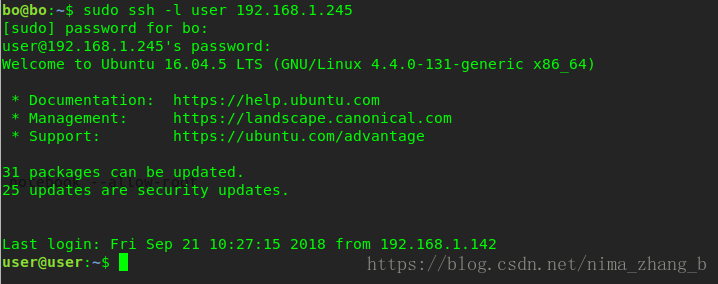 bo@bo:~$ sudo ssh -l user 192.168.1.245
[sudo] password for bo:
user@192.168.1.245's password:
Welcome to Ubuntu 16.04.5 LTS (GNU/Linux 4.4.0-131-generic x86_64)
* Documentation: https://help.ubuntu.com
* Management: https://landscape.canonical.com
* Support: https://ubuntu.com/advantage
31 packages can be updated.
25 updates are security updates.
Last login: Fri Sep 21 10:27:15 2018 from 192.168.1.142
user@user:~$
https://blog.csdn.net/nima_zhang_b